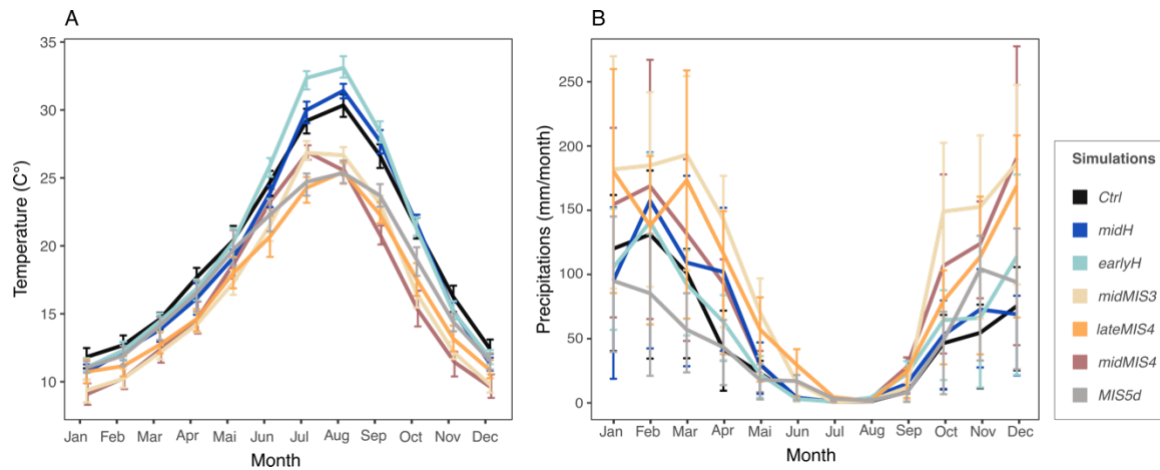 A
35
30
25
20
15
10
Temperature (C°)
Jan Feb Mar Apr Mai Jun Jul Aug Sep Oct Nov Dec
Month
B
250
200
150
100
50
0
Precipitations (mm/month)
Jan Feb Mar Apr Mai Jun Jul Aug Sep Oct Nov Dec
Month
Simulations
Ctrl
midH
earlyH
midMIS3
lateMIS4
midMIS4
MIS5d